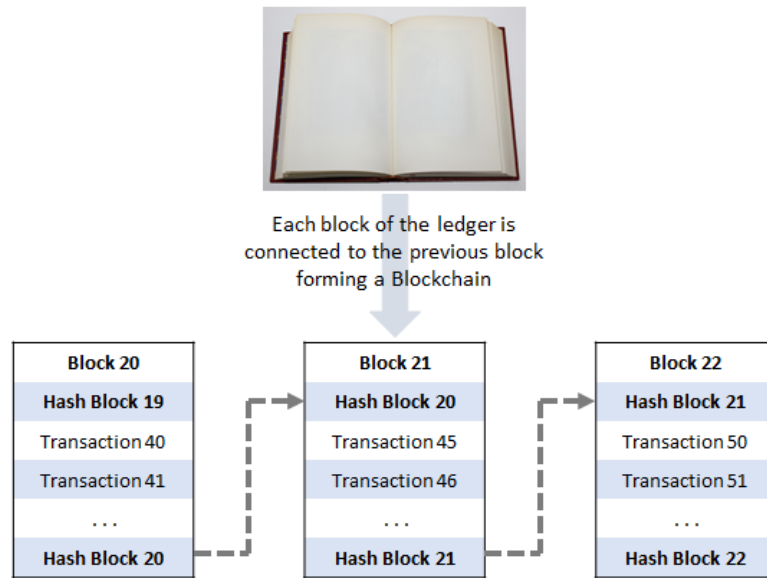 Each block of the ledger is
connected to the previous block
forming a Blockchain
Block 20
Hash Block 19
Transaction 40
Transaction 41
...
Hash Block 20
Block 21
Hash Block 20
Transaction 45
Transaction 46
...
Hash Block 21
Block 22
Hash Block 21
Transaction 50
Transaction 51
...
Hash Block 22